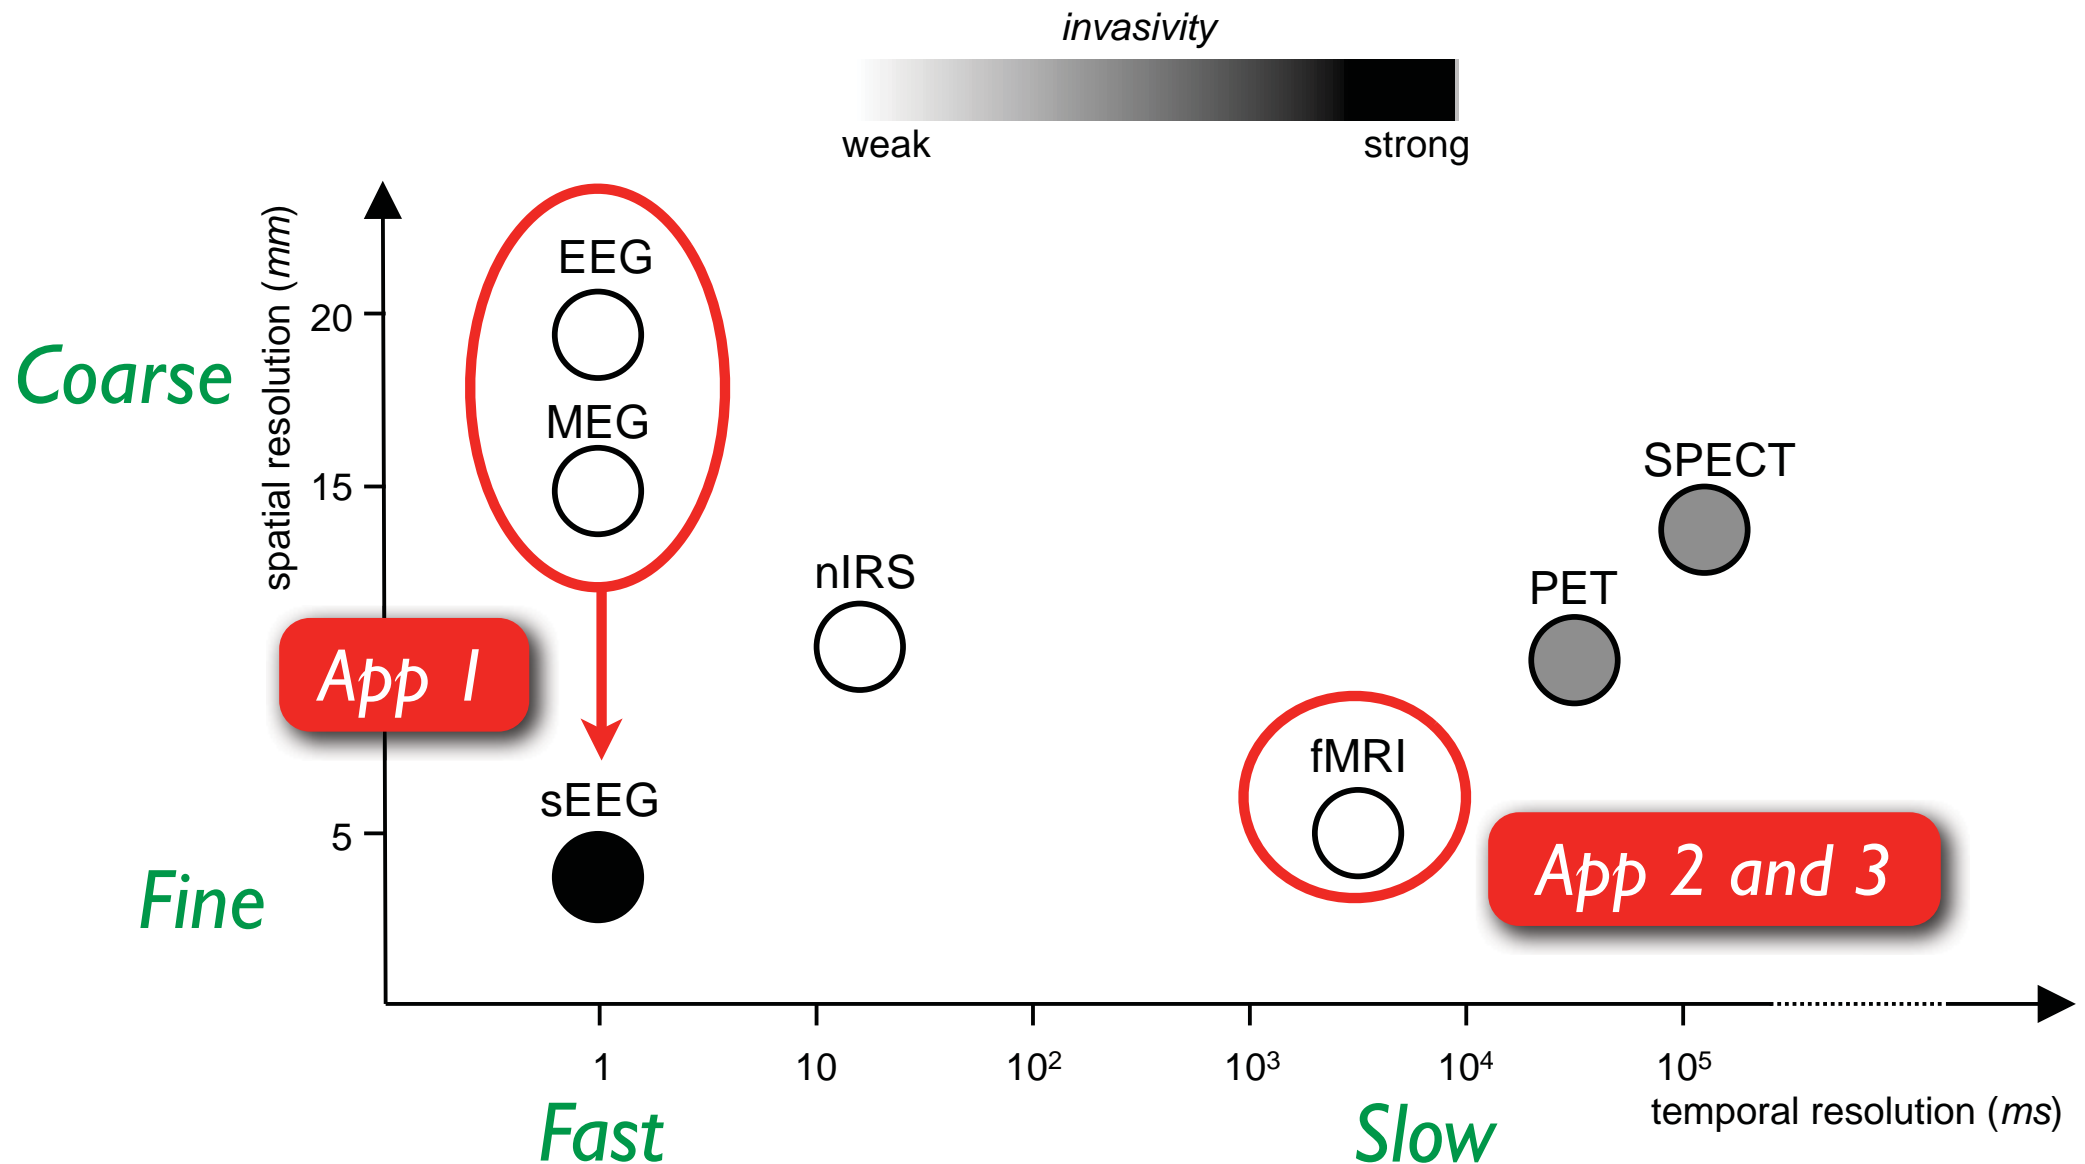 invasivity
weak strong
spatial resolution (mm)
EEG
20
Coarse
MEG
SPECT
15
nIRS
PET
App 1
fMRI
sEEG
5
App 2 and 3
Fine
1 10 10² 10³ 10⁴ 10⁵
temporal resolution (ms)
Fast Slow